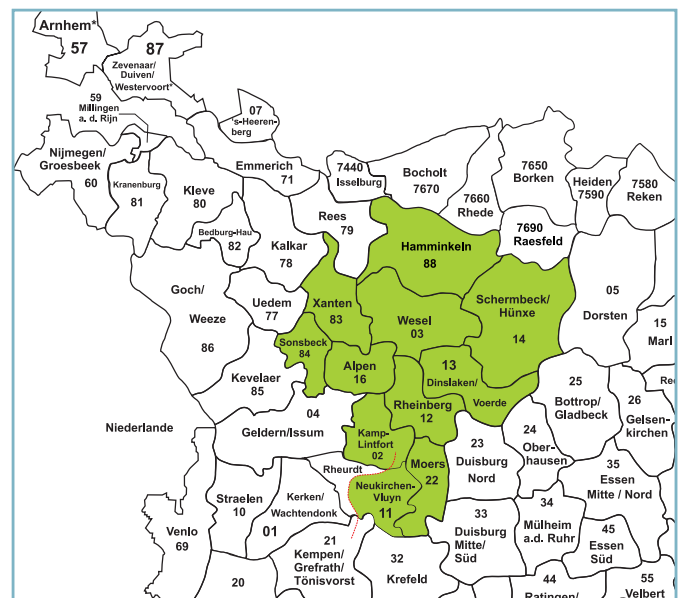 Arnhem*
57
87
Zevenaar/
Duiven/
Westervoort*
59
Millingen
a. d. Rijn
07
's-Heeren-
berg
Nijmegen/
Groesbeek
60
Kranenburg
81
Kleve
80
Emmerich
71
7440
Isselburg
Bocholt
7670
7650
Borken
7660
Rhede
Heiden
7590
7580
Reken
Bedburg-Hau
82
Rees
79
Kalkar
78
Hamminkeln
88
7690
Raesfeld
Goch/
Weeze
86
Uedem
77
Xanten
83
Wesel
03
Schermbeck/
Hünxe
14
05
Dorsten
15
Marl
Sonsbeck
84
Alpen
16
13
Dinslaken/
Voerde
Kevelaer
85
Rheinberg
12
25
Bottrop/
Gladbeck
Re
26
Gelsen-
kirchen
Niederlande
04
Geldern/Issum
Kamp-
Lintfort
02
Moers
22
23
Duisburg
Nord
24
Ober-
hausen
35
Essen
Mitte / Nord
Rheurdt
Neukirchen-
Vluyn
11
Straelen
10
Kerken/
Wachtendonk
01
Venlo
69
21
Kempen/
Grefrath/
Tönisvorst
32
Krefeld
33
Duisburg
Mitte/
Süd
34
Mülheim
a.d. Ruhr
45
Essen
Süd
20
44
Ratingen/
55
Velbert